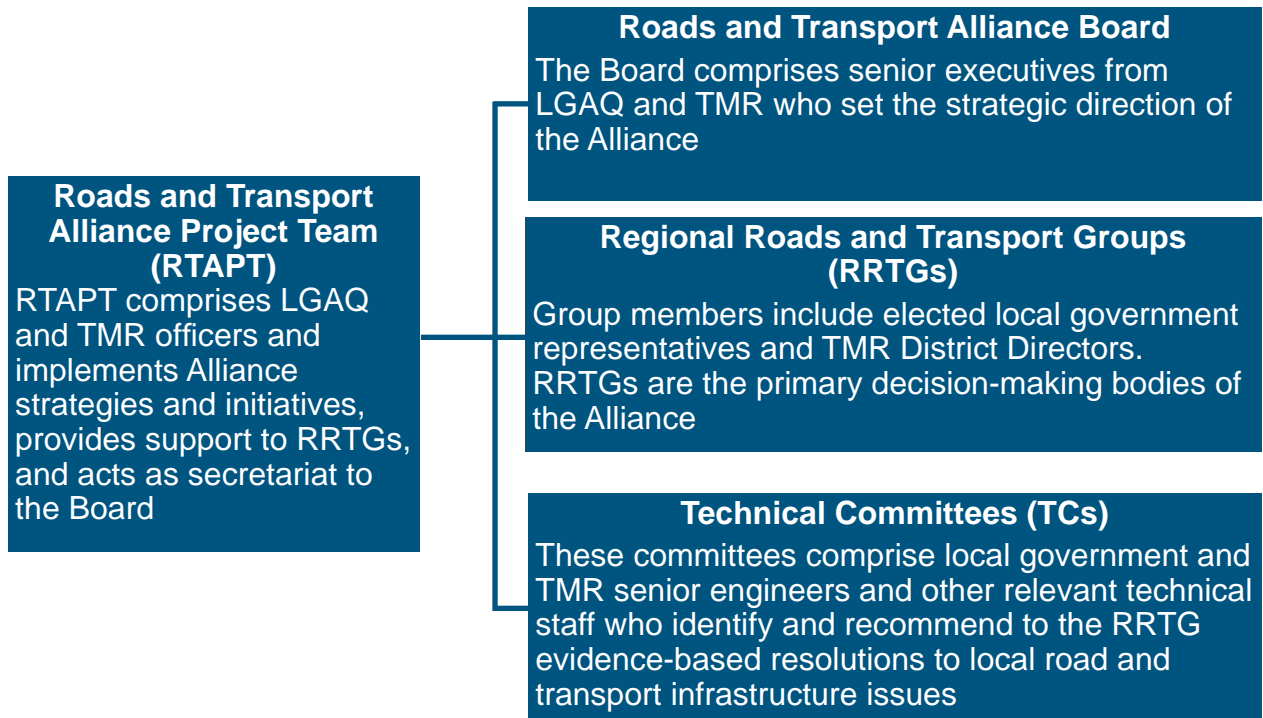 Roads and Transport
Alliance Project Team
(RTAPT)
RTAPT comprises LGAQ
and TMR officers and
implements Alliance
strategies and initiatives,
provides support to RRTGs,
and acts as secretariat to
the Board
Roads and Transport Alliance Board
The Board comprises senior executives from
LGAQ and TMR who set the strategic direction of
the Alliance
Regional Roads and Transport Groups
(RRTGs)
Group members include elected local government
representatives and TMR District Directors.
RRTGs are the primary decision-making bodies of
the Alliance
Technical Committees (TCs)
These committees comprise local government and
TMR senior engineers and other relevant technical
staff who identify and recommend to the RRTG
evidence-based resolutions to local road and
transport infrastructure issues